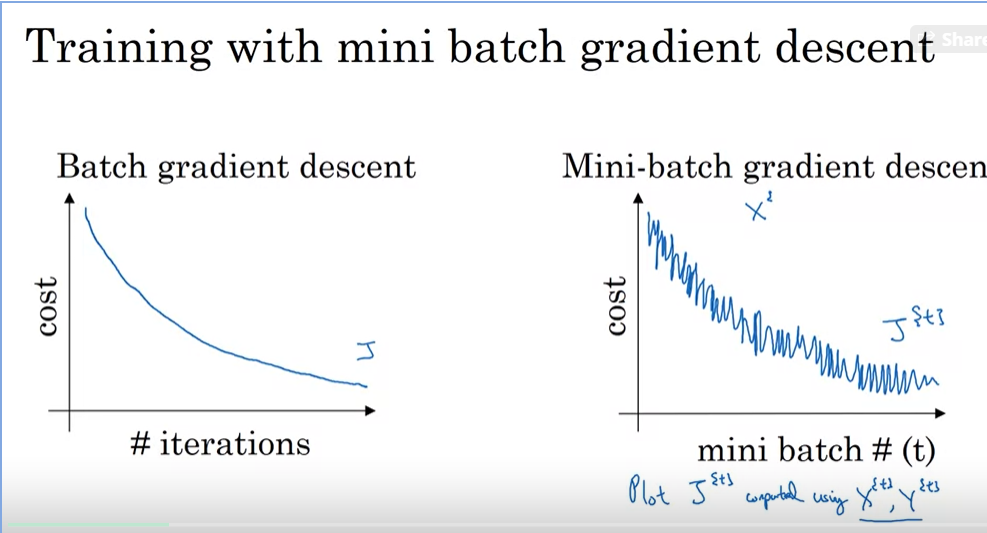 Share
Training with mini batch gradient descent
Batch gradient descent
cost
J
# iterations
Mini-batch gradient descen
X²
cost
J^{t}
mini batch # (t)
Plot J^{t} computed using X^{t}, Y^{t}